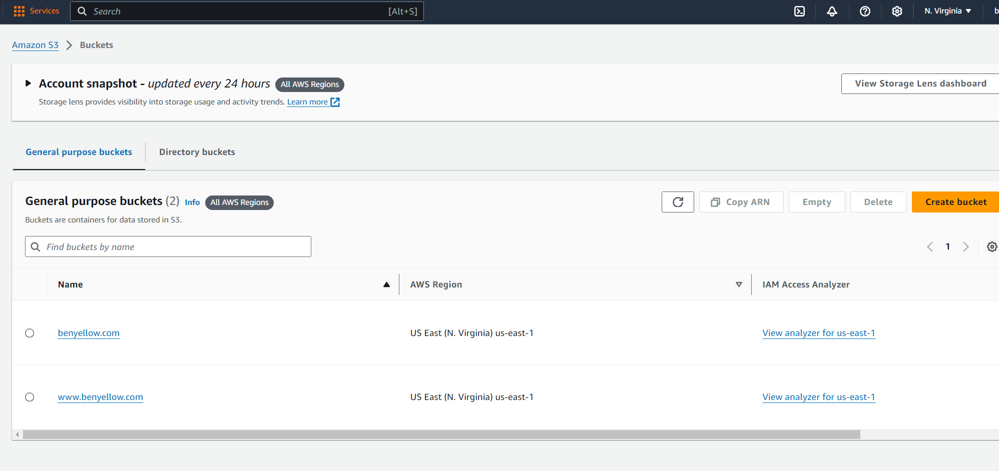 Services Search [Alt+S] N. Virginia b
Amazon S3 Buckets
Account snapshot - updated every 24 hours All AWS Regions View Storage Lens dashboard
Storage lens provides visibility into storage usage and activity trends. Learn more
General purpose buckets Directory buckets
General purpose buckets (2) Info All AWS Regions Copy ARN Empty Delete Create bucket
Buckets are containers for data stored in S3.
Find buckets by name 1
Name AWS Region IAM Access Analyzer
benyellow.com US East (N. Virginia) us-east-1 View analyzer for us-east-1
www.benyellow.com US East (N. Virginia) us-east-1 View analyzer for us-east-1